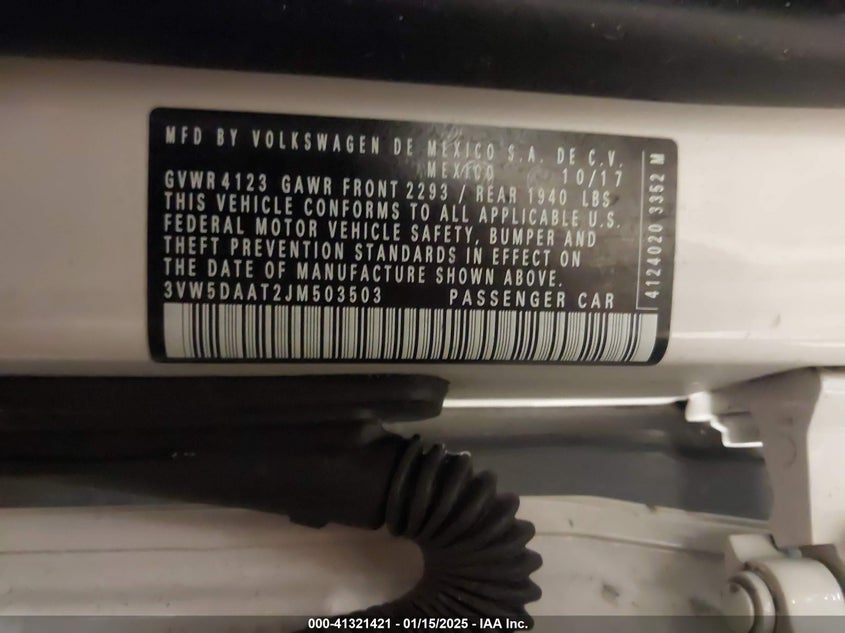 MFD BY VOLKSWAGEN DE MEXICO S.A. DE C.V.
MEXICO 10/17
GVWR 4123 GAWR FRONT 2293 / REAR 1940 LBS
THIS VEHICLE CONFORMS TO ALL APPLICABLE U.S.
FEDERAL MOTOR VEHICLE SAFETY, BUMPER AND
THEFT PREVENTION STANDARDS IN EFFECT ON
THE DATE OF MANUFACTURE SHOWN ABOVE.
3VW5DAAT2JM503503 PASSENGER CAR
4124020 3352 M
000-41321421 - 01/15/2025 - IAA Inc.